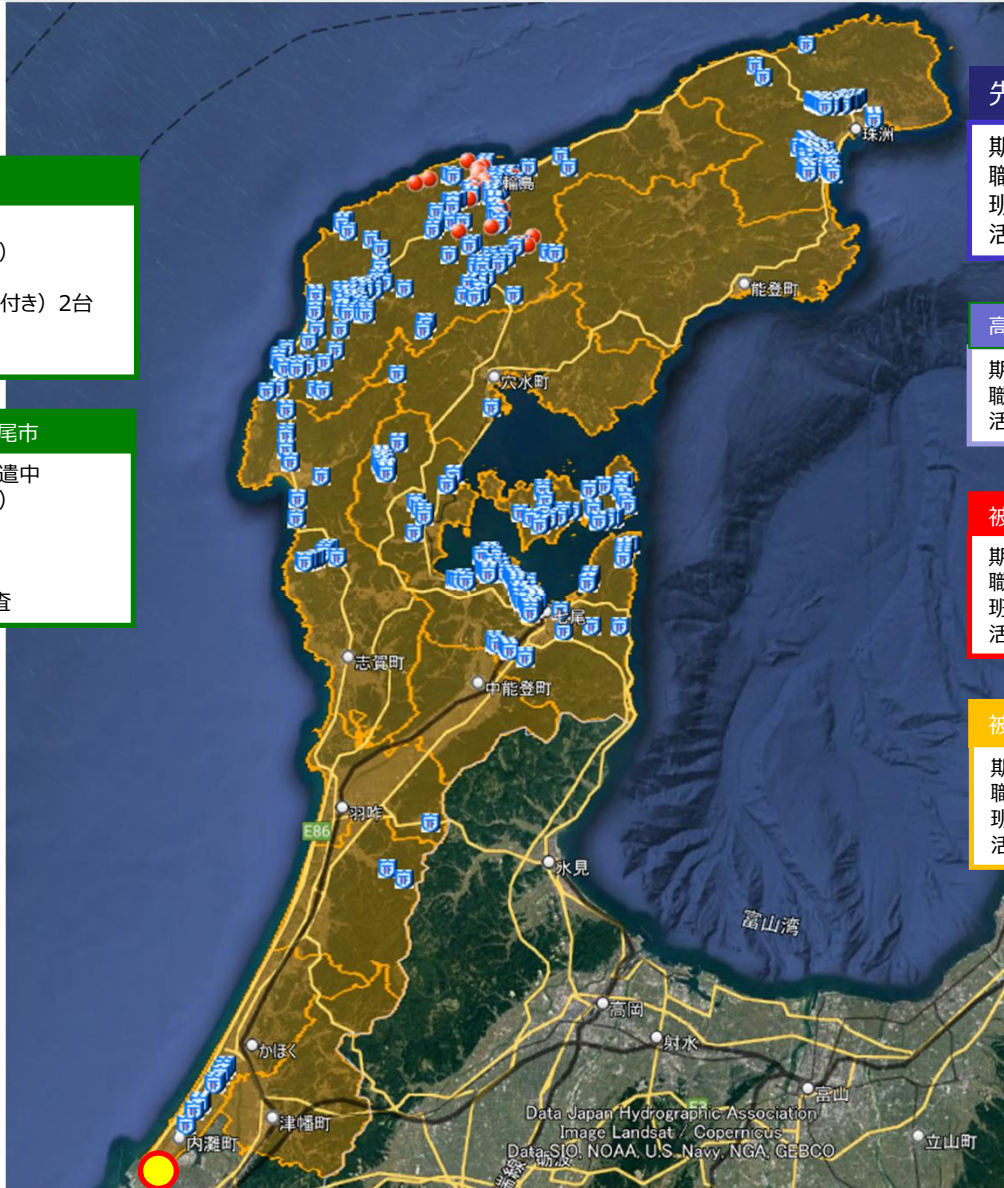 ）
付き）2台
尾市
遣中
）
査
先
期
職
班
活
高
期
職
活
被
期
職
班
活
被
期
職
班
活
珠洲
輪島
能登町
穴水町
七尾
志賀町
中能登町
羽咋
E86
氷見
富山湾
高岡
かほく
射水
富山
津幡町
内灘町
立山町
Data Japan Hydrographic Association
Image Landsat / Copernicus
Data SIO, NOAA, U.S. Navy, NGA, GEBCO